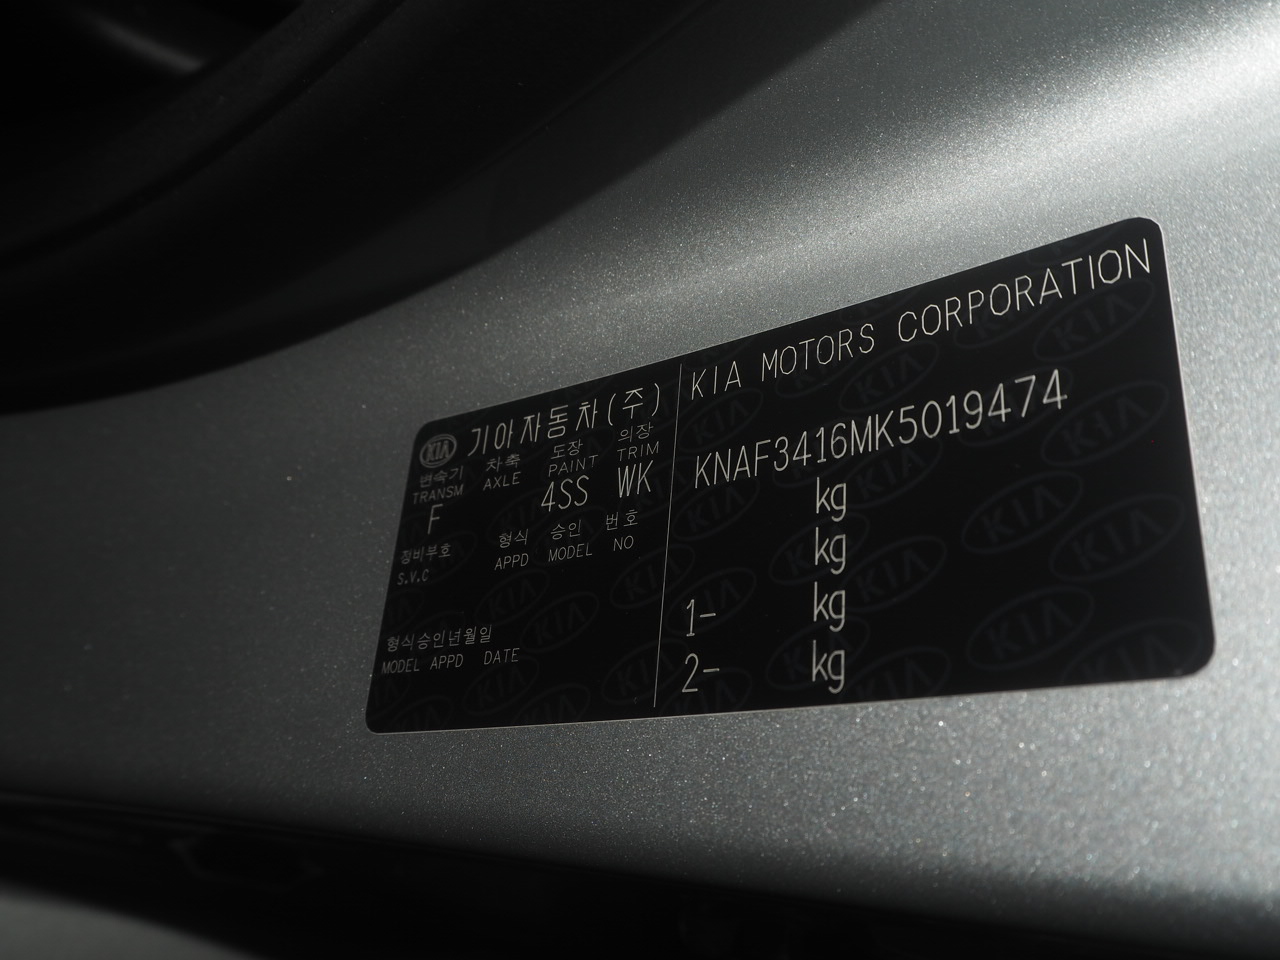 KIA 기아자동차(주)
변속기 차축 도장 의장
TRANSM AXLE PAINT TRIM
F 4SS WK
정비부호 형식 승인 번호
S.V.C APPD MODEL NO
형식승인년월일
MODEL APPD DATE
KIA MOTORS CORPORATION
KNAF3416MK5019474
kg
kg
1- kg
2- kg